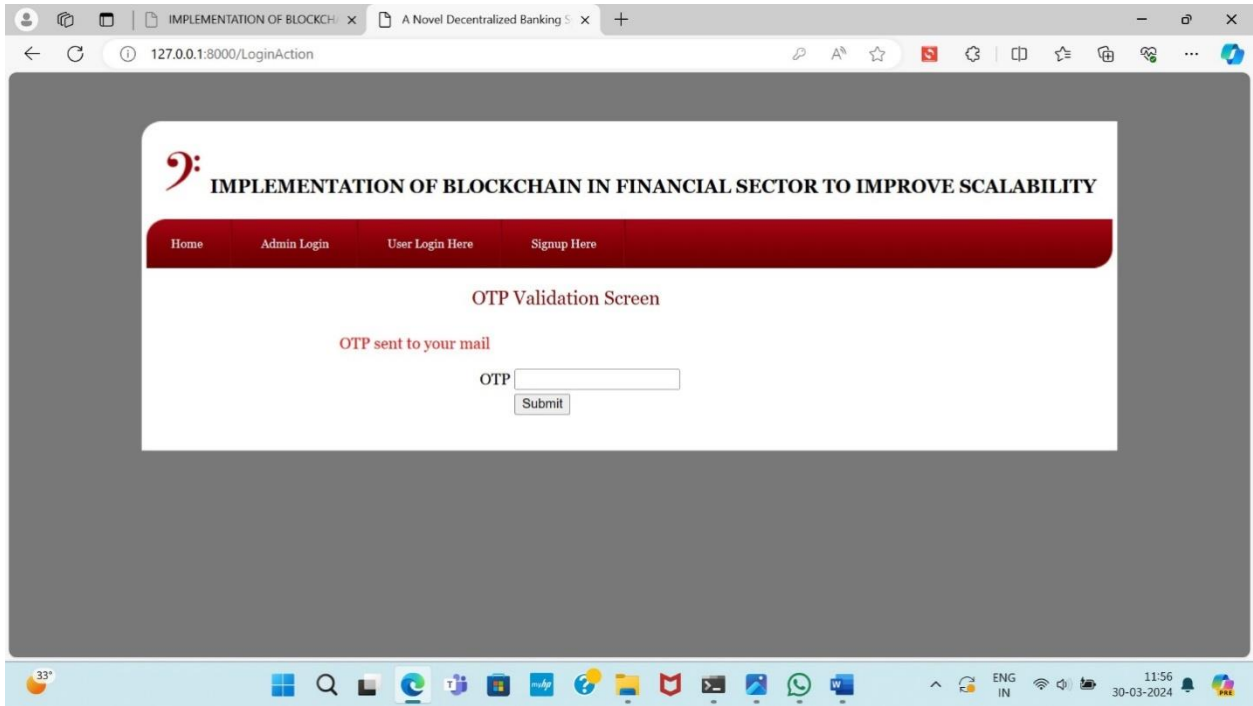 IMPLEMENTATION OF BLOCKCH
A Novel Decentralized Banking S
127.0.0.1:8000/LoginAction
IMPLEMENTATION OF BLOCKCHAIN IN FINANCIAL SECTOR TO IMPROVE SCALABILITY
Home Admin Login User Login Here Signup Here
OTP Validation Screen
OTP sent to your mail
OTP
Submit
33°
myhp
ENG
IN
11:56
30-03-2024
PRE